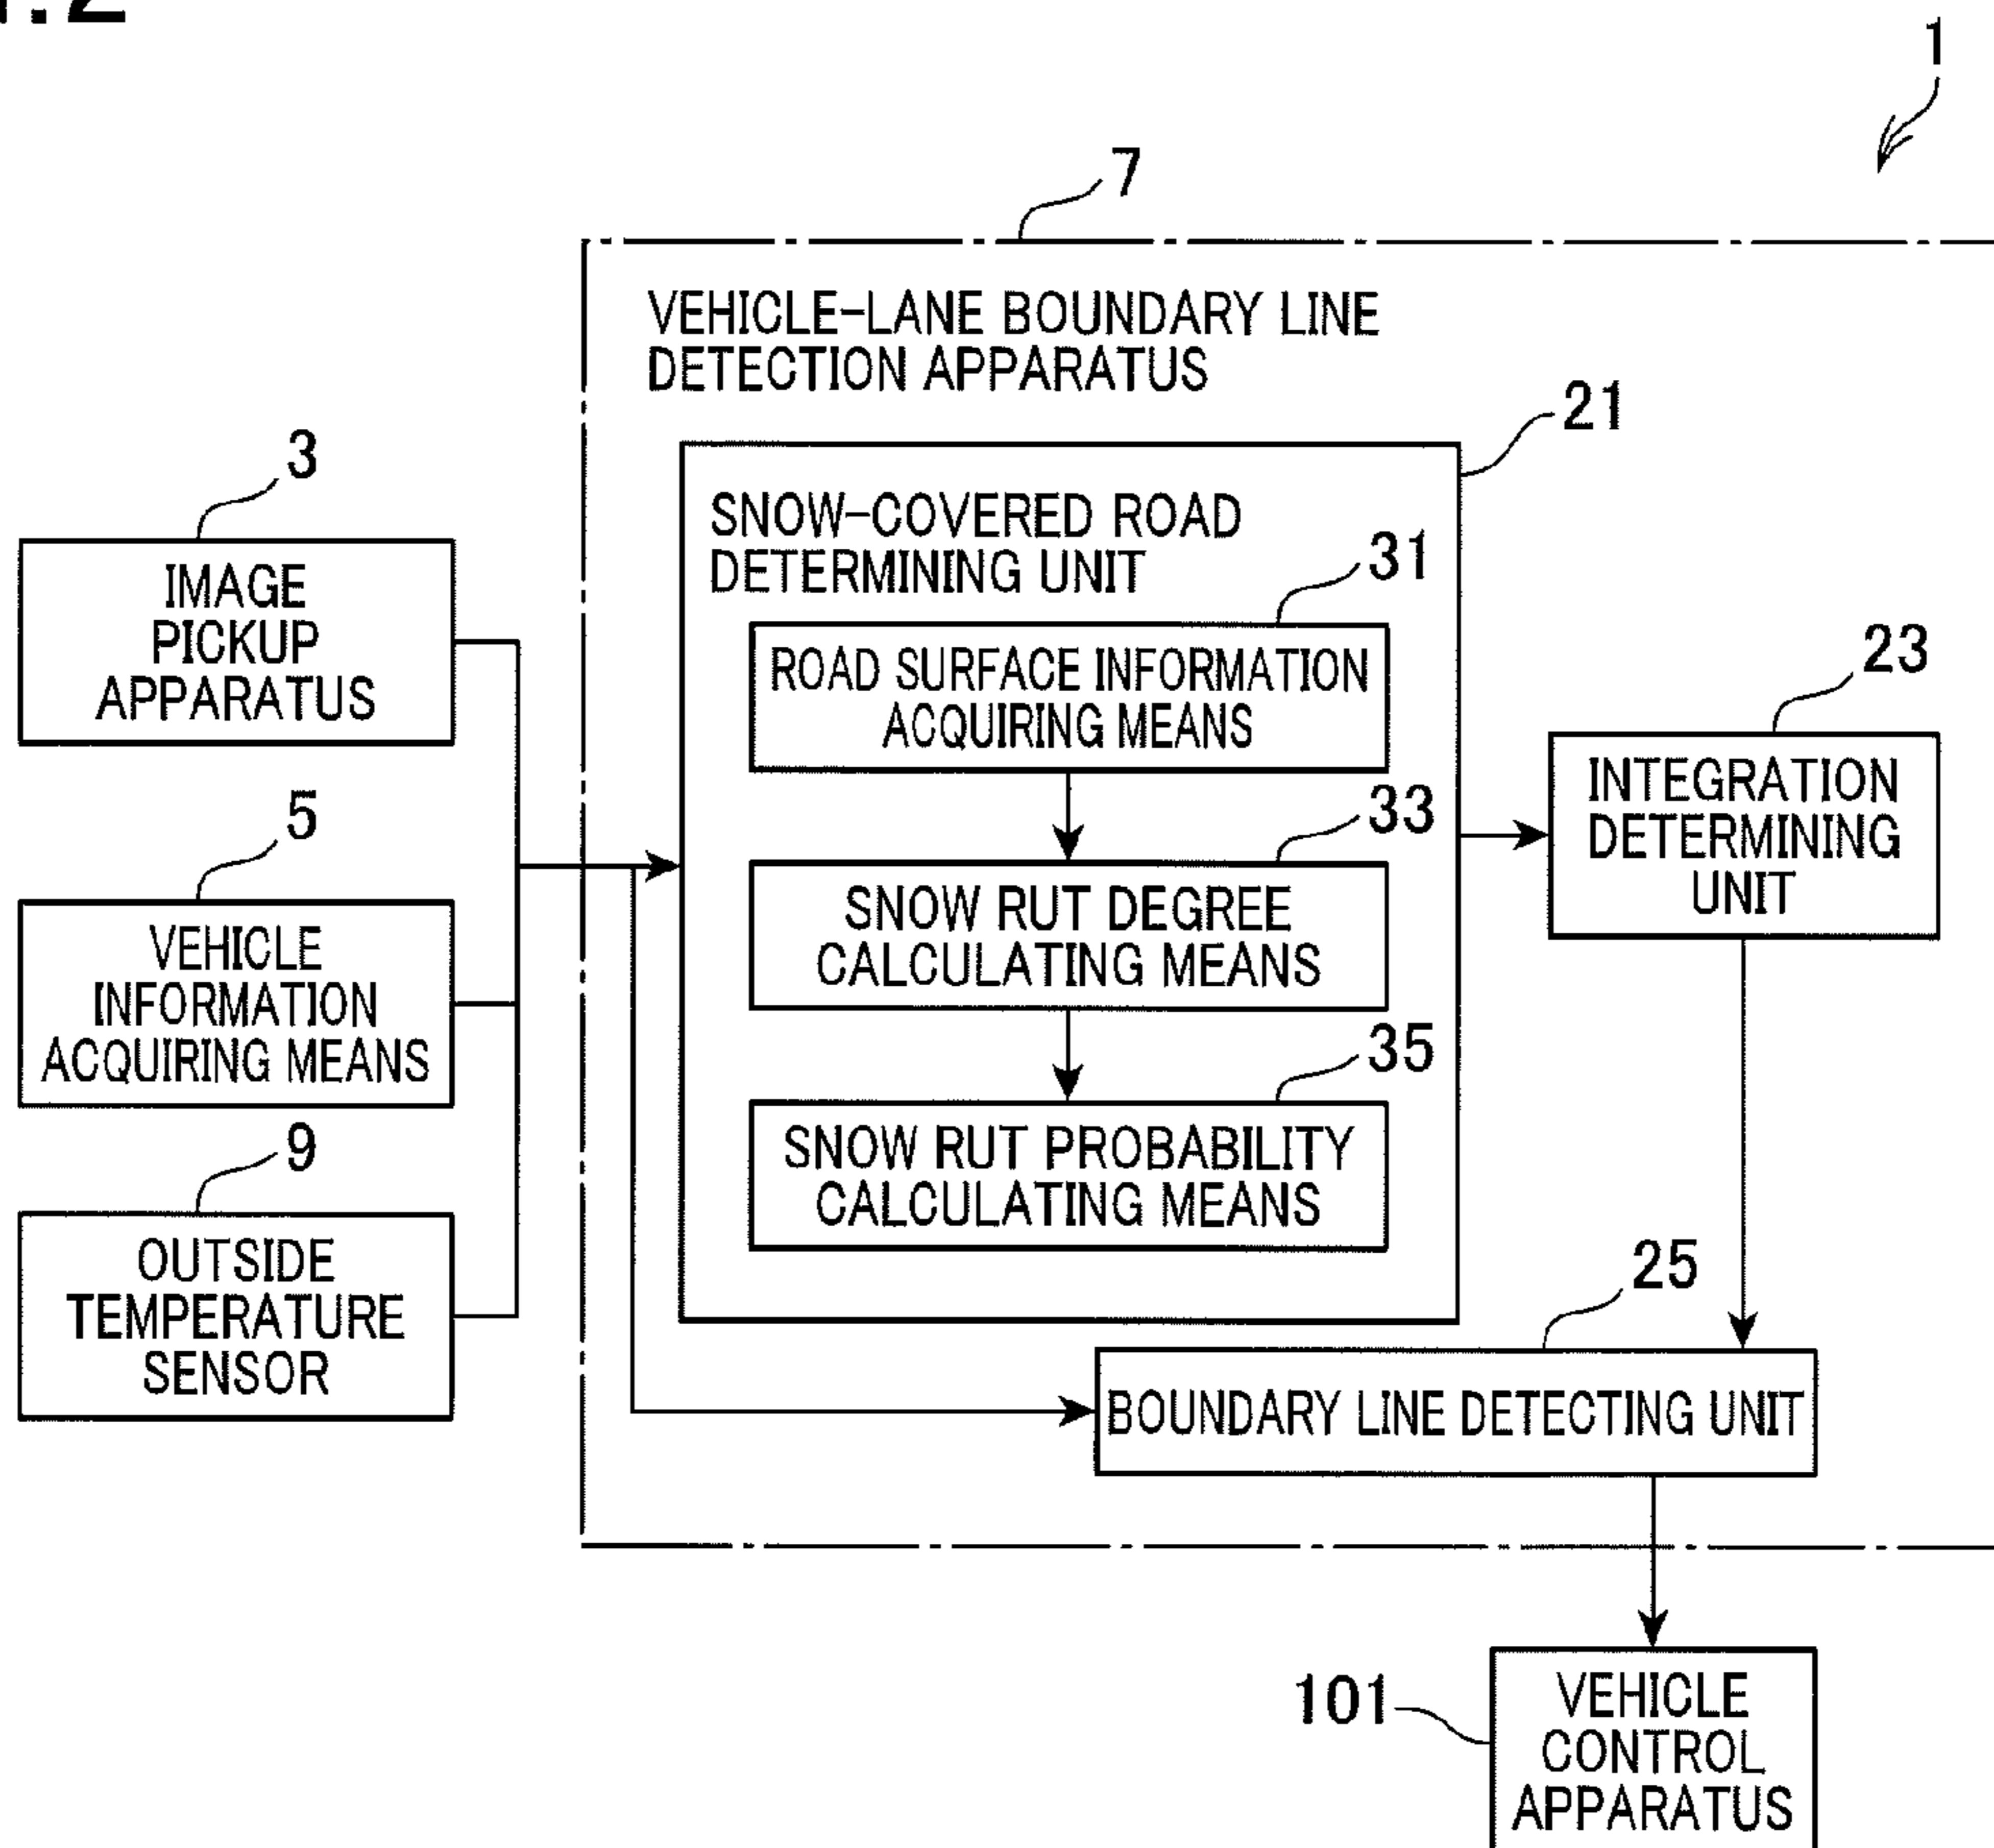 1
7
VEHICLE-LANE BOUNDARY LINE
DETECTION APPARATUS
21
3
SNOW-COVERED ROAD
DETERMINING UNIT
31
IMAGE
PICKUP
APPARATUS
ROAD SURFACE INFORMATION
ACQUIRING MEANS
23
INTEGRATION
DETERMINING
UNIT
5
33
VEHICLE
INFORMATION
ACQUIRING MEANS
SNOW RUT DEGREE
CALCULATING MEANS
35
9
SNOW RUT PROBABILITY
CALCULATING MEANS
OUTSIDE
TEMPERATURE
SENSOR
25
BOUNDARY LINE DETECTING UNIT
101
VEHICLE
CONTROL
APPARATUS